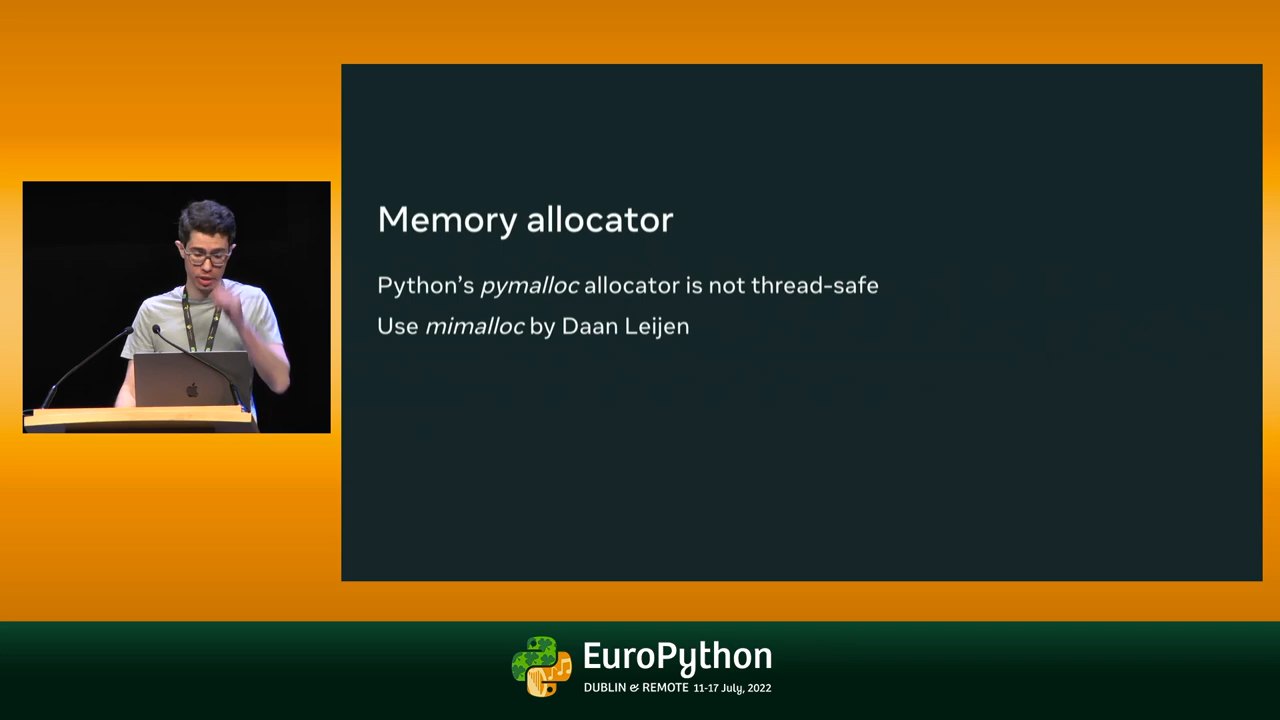 Memory allocator
Python’s pymalloc allocator is not thread-safe
Use mimalloc by Daan Leijen
EuroPython
DUBLIN & REMOTE 11-17 July, 2022